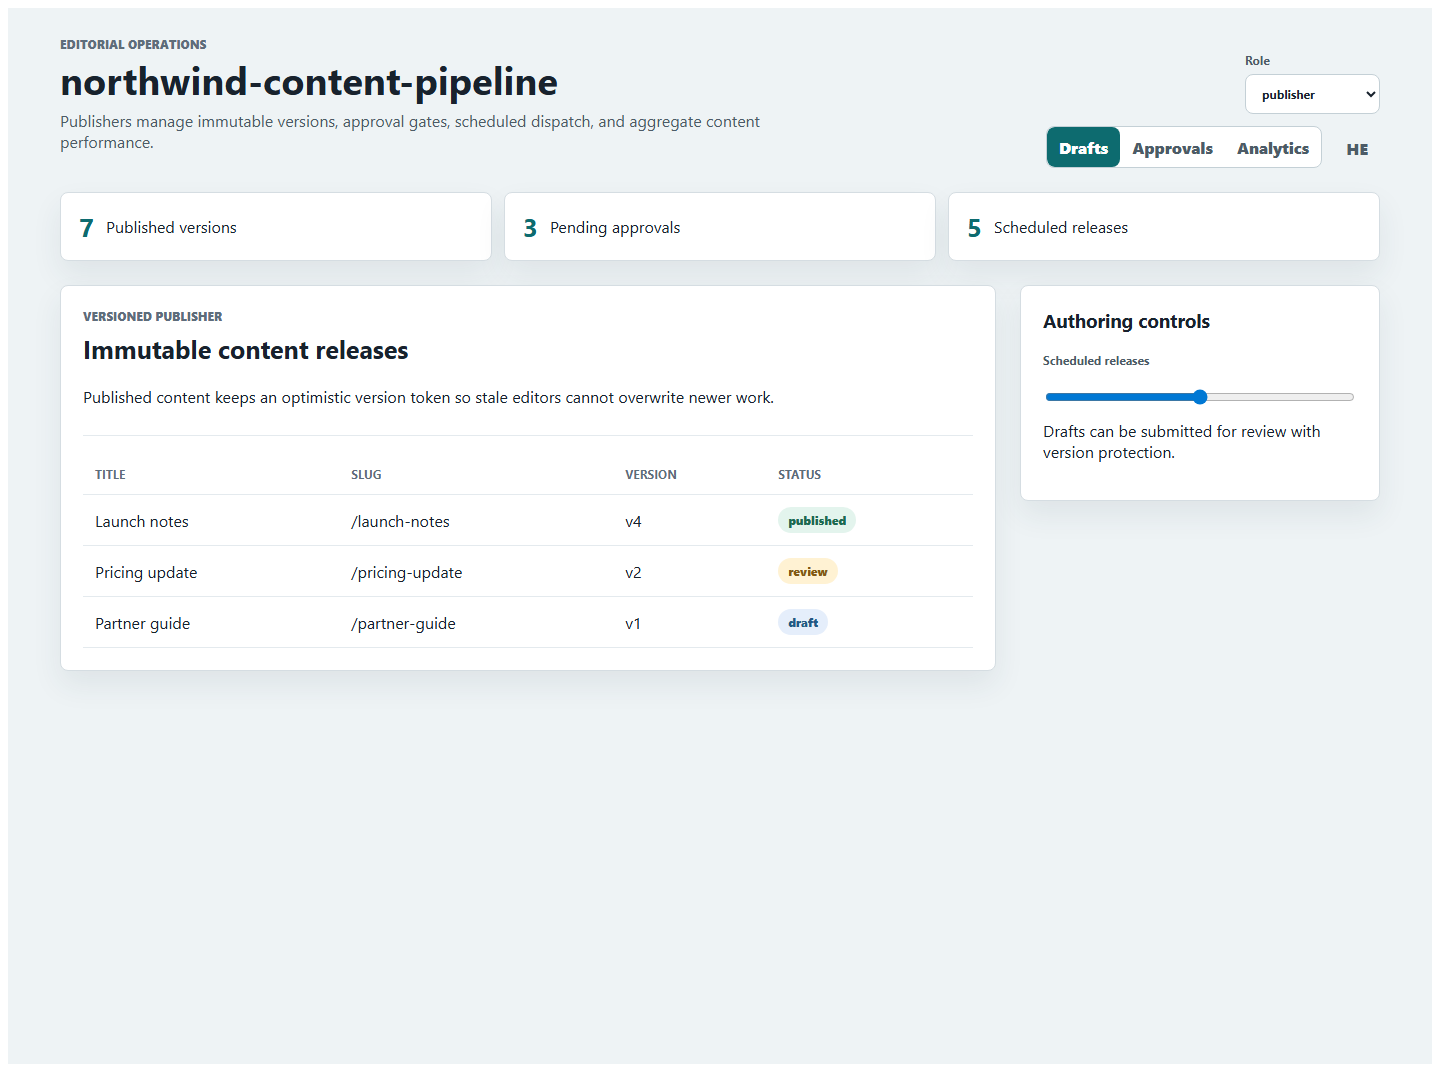 EDITORIAL OPERATIONS
northwind-content-pipeline
Publishers manage immutable versions, approval gates, scheduled dispatch, and aggregate content
performance.
Role
publisher
Drafts
Approvals
Analytics
HE
7 Published versions
3 Pending approvals
5 Scheduled releases
VERSIONED PUBLISHER
Immutable content releases
Published content keeps an optimistic version token so stale editors cannot overwrite newer work.
TITLE SLUG VERSION STATUS
Launch notes /launch-notes v4 published
Pricing update /pricing-update v2 review
Partner guide /partner-guide v1 draft
Authoring controls
Scheduled releases
Drafts can be submitted for review with
version protection.